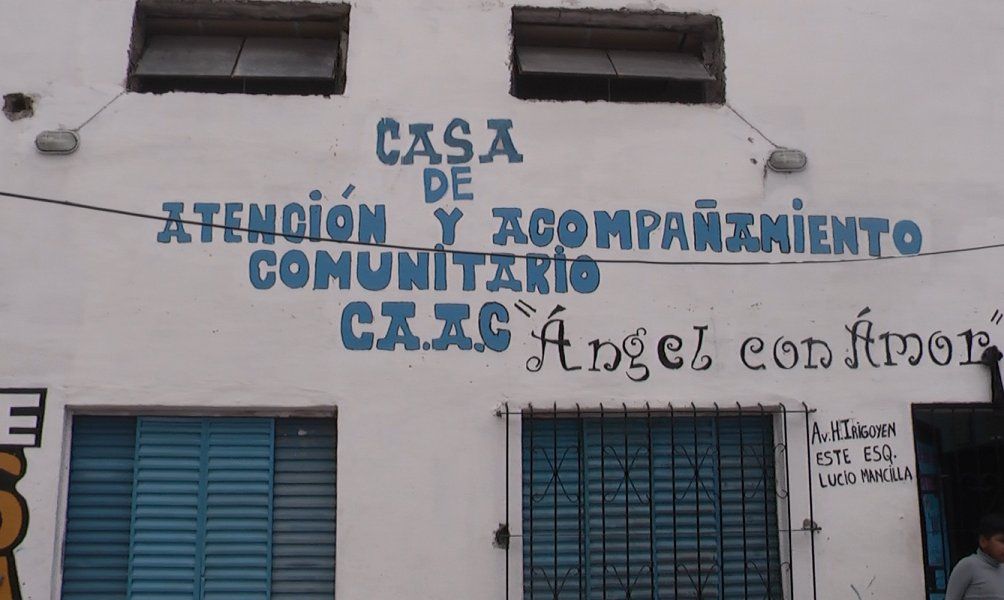 CASA
DE
ATENCIÓN Y ACOMPAÑAMIENTO
COMUNITARIO
CA.A.C "Ángel con Ámor"
Av. H. IRIGOYEN
ESTE ESQ.
LUCIO MANCILLA
E